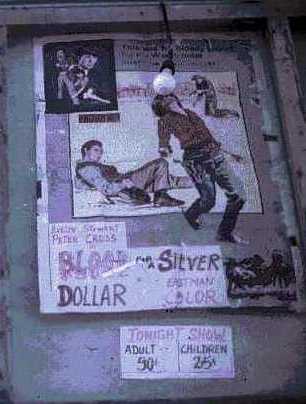 EVELYN STEWART
PETER CROSS
BLOOD FOR A SILVER
DOLLAR
EASTMAN
COLOR
TONIGHT SHOW
ADULT -- CHILDREN
50¢ 25¢